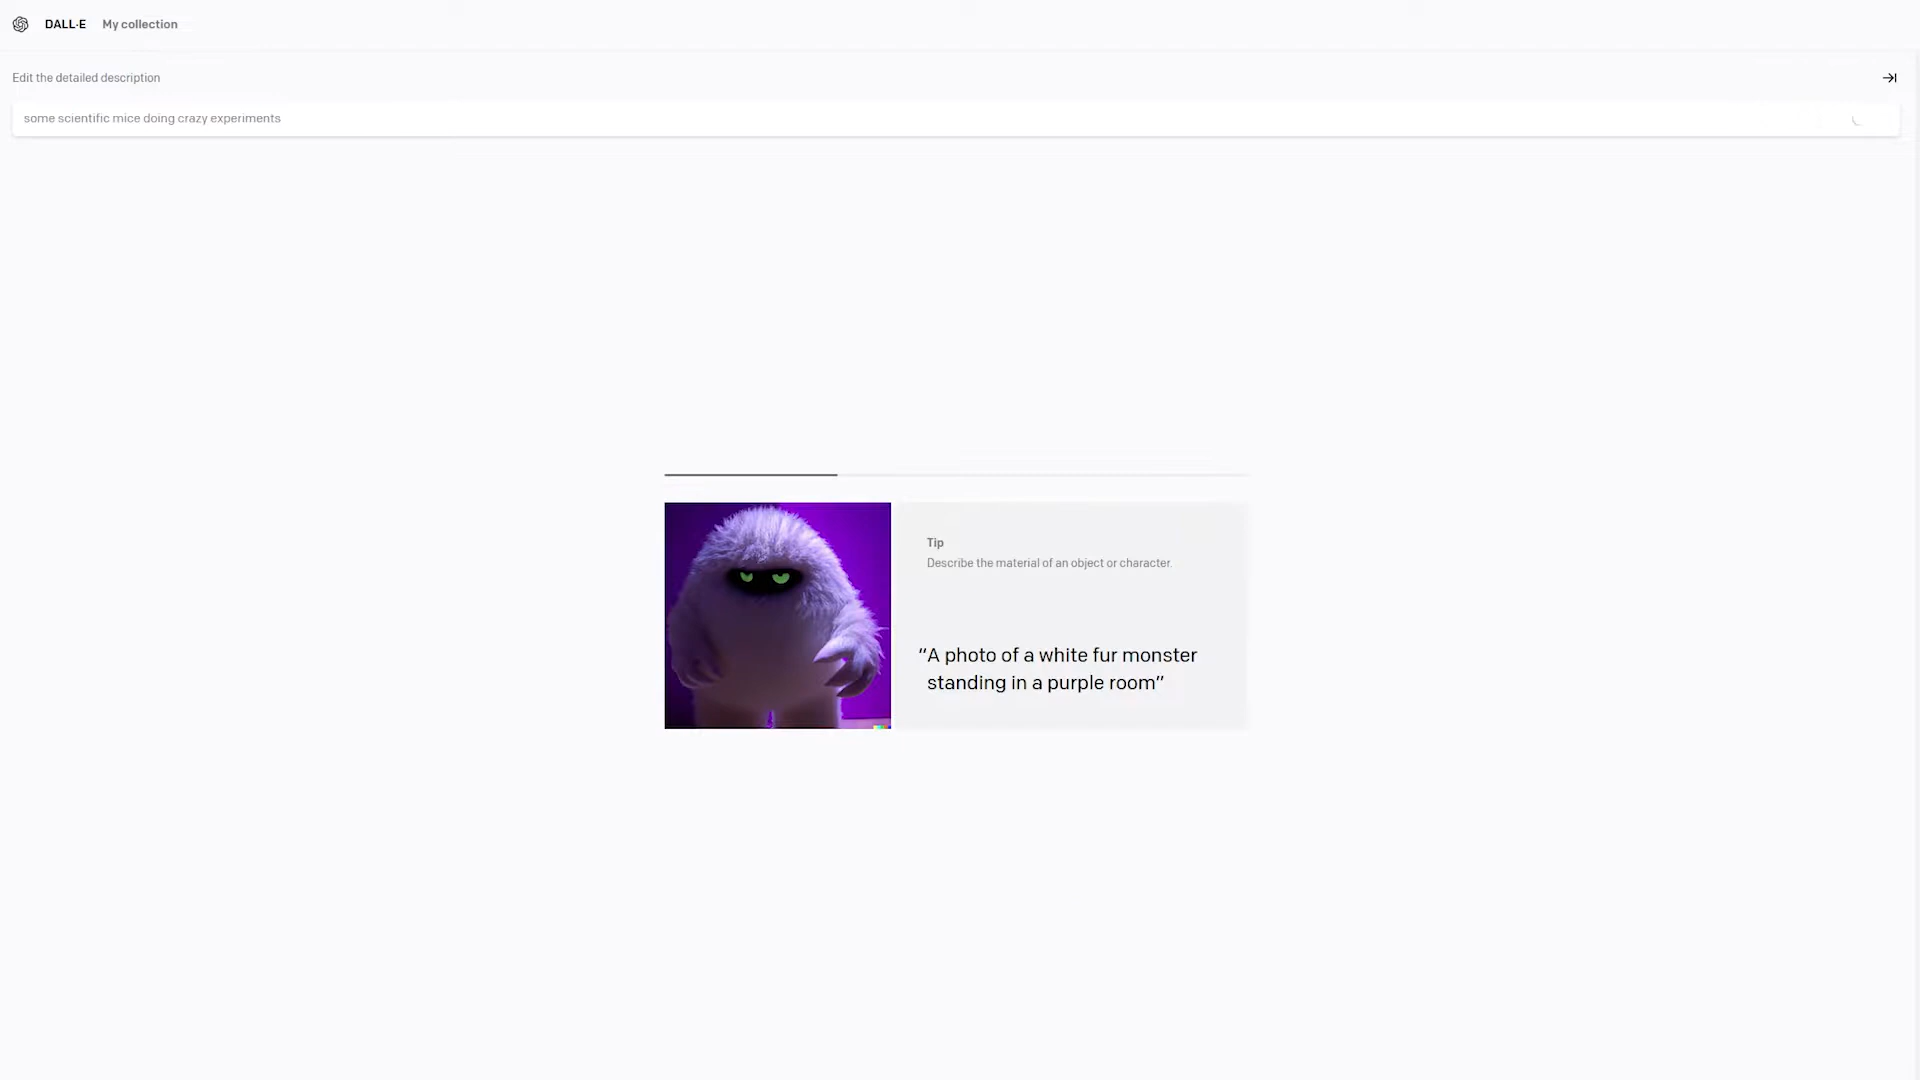 DALL·E My collection
Edit the detailed description
some scientific mice doing crazy experiments
Tip
Describe the material of an object or character.
“A photo of a white fur monster
standing in a purple room”